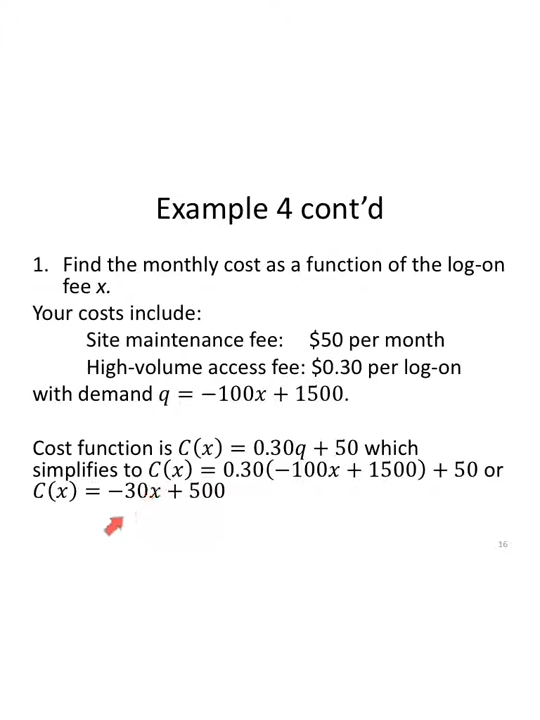 Example 4 cont’d
1. Find the monthly cost as a function of the log-on
fee x.
Your costs include:
Site maintenance fee: $50 per month
High-volume access fee: $0.30 per log-on
with demand q = −100x + 1500.
Cost function is C(x) = 0.30q + 50 which
simplifies to C(x) = 0.30(−100x + 1500) + 50 or
C(x) = −30x + 500
16